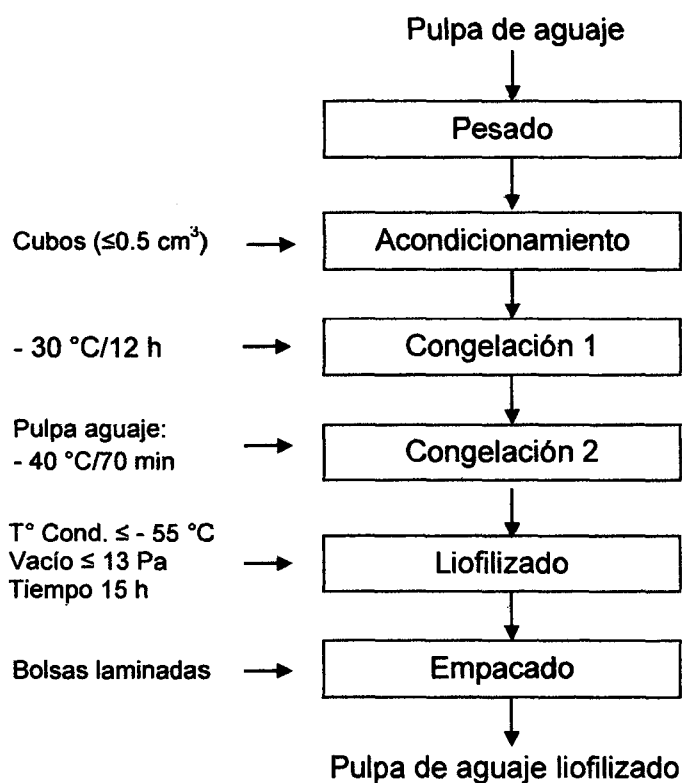 Pulpa de aguaje
Pesado
Cubos (≤0.5 cm³)
Acondicionamiento
- 30 °C/12 h
Congelación 1
Pulpa aguaje:
- 40 °C/70 min
Congelación 2
T° Cond. ≤ - 55 °C
Vacío ≤ 13 Pa
Tiempo 15 h
Liofilizado
Bolsas laminadas
Empacado
Pulpa de aguaje liofilizado